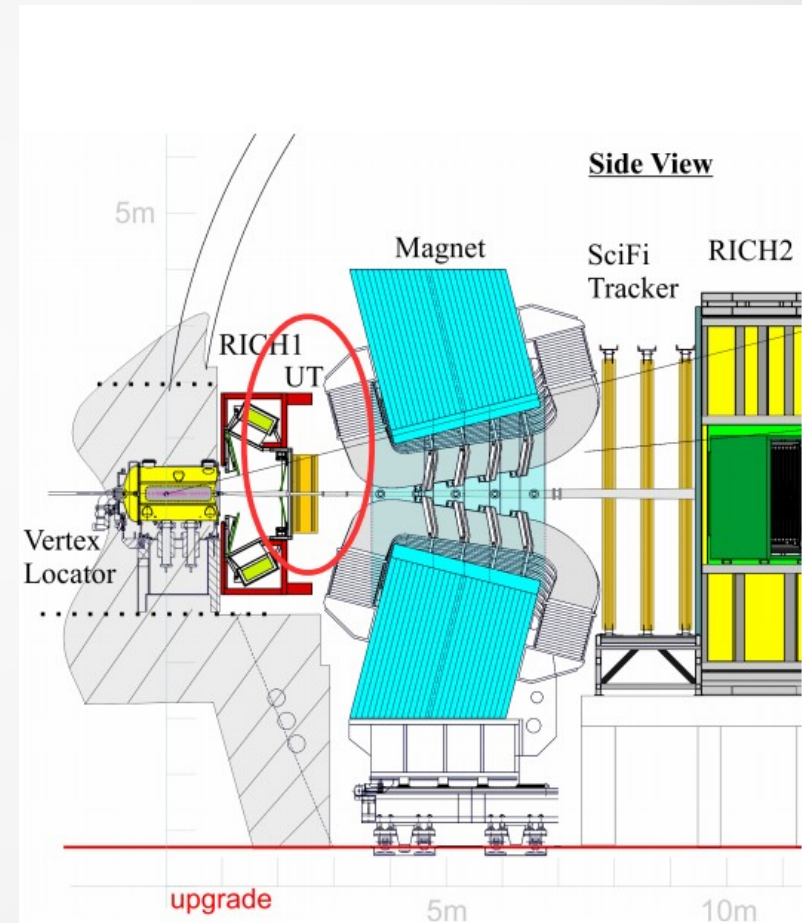 Side View
5m
Magnet
SciFi
Tracker
RICH2
RICH1
UT
Vertex
Locator
upgrade
5m
10m